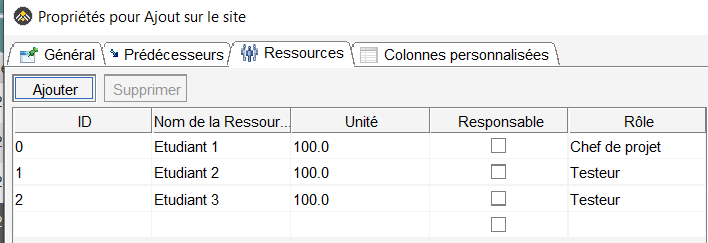 Propriétés pour Ajout sur le site
Général Prédécesseurs Ressources Colonnes personnalisées
Ajouter Supprimer
ID Nom de la Ressour... Unité Responsable Rôle
0 Etudiant 1 100.0 Chef de projet
1 Etudiant 2 100.0 Testeur
2 Etudiant 3 100.0 Testeur